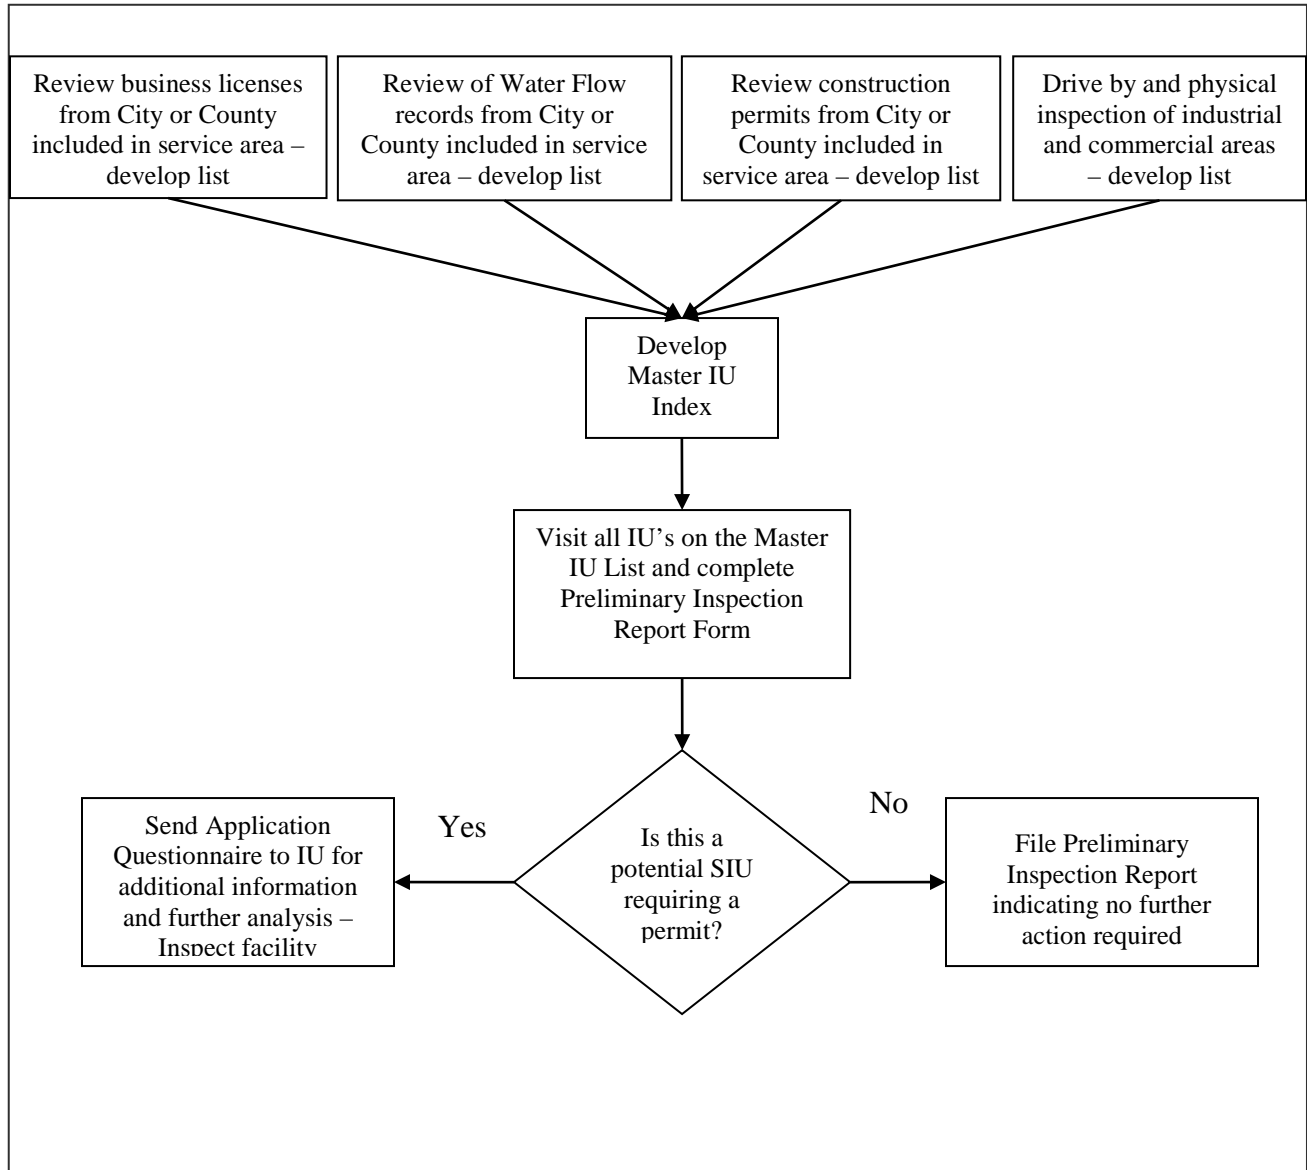 Review business licenses
from City or County
included in service area –
develop list
Review of Water Flow
records from City or
County included in service
area – develop list
Review construction
permits from City or
County included in
service area – develop list
Drive by and physical
inspection of industrial
and commercial areas
– develop list
Develop
Master IU
Index
Visit all IU’s on the Master
IU List and complete
Preliminary Inspection
Report Form
Is this a
potential SIU
requiring a
permit?
Yes
No
Send Application
Questionnaire to IU for
additional information
and further analysis –
Inspect facility
File Preliminary
Inspection Report
indicating no further
action required